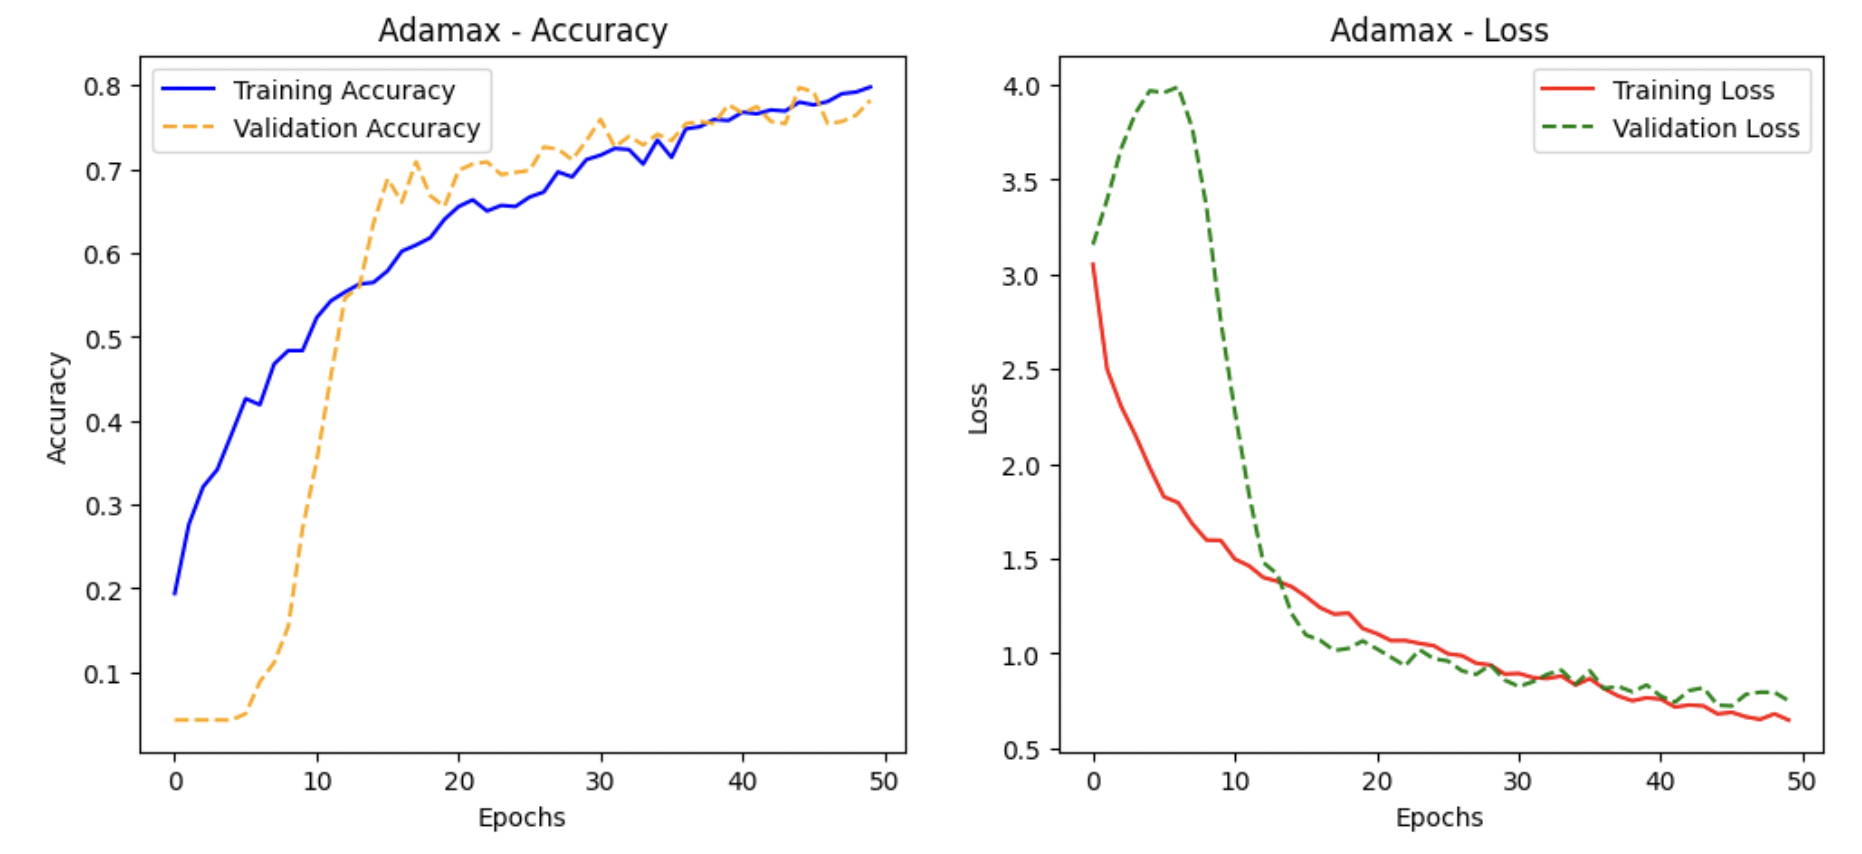 Adamax - Accuracy
Training Accuracy
Validation Accuracy
0.8
0.7
0.6
0.5
0.4
0.3
0.2
0.1
Accuracy
0 10 20 30 40 50
Epochs
Adamax - Loss
Training Loss
Validation Loss
4.0
3.5
3.0
2.5
2.0
1.5
1.0
0.5
Loss
0 10 20 30 40 50
Epochs